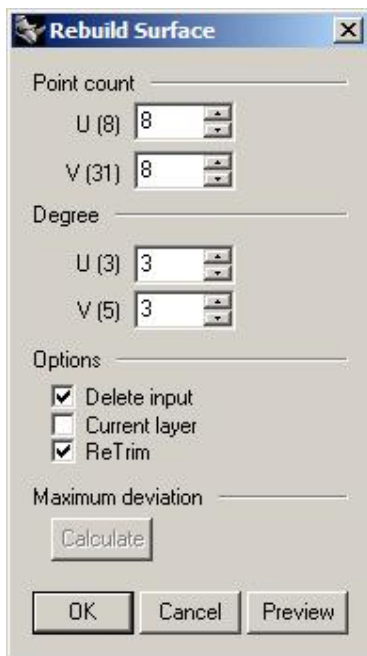 Rebuild Surface
Point count
U (8) 8
V (31) 8
Degree
U (3) 3
V (5) 3
Options
Delete input
Current layer
ReTrim
Maximum deviation
Calculate
OK Cancel Preview